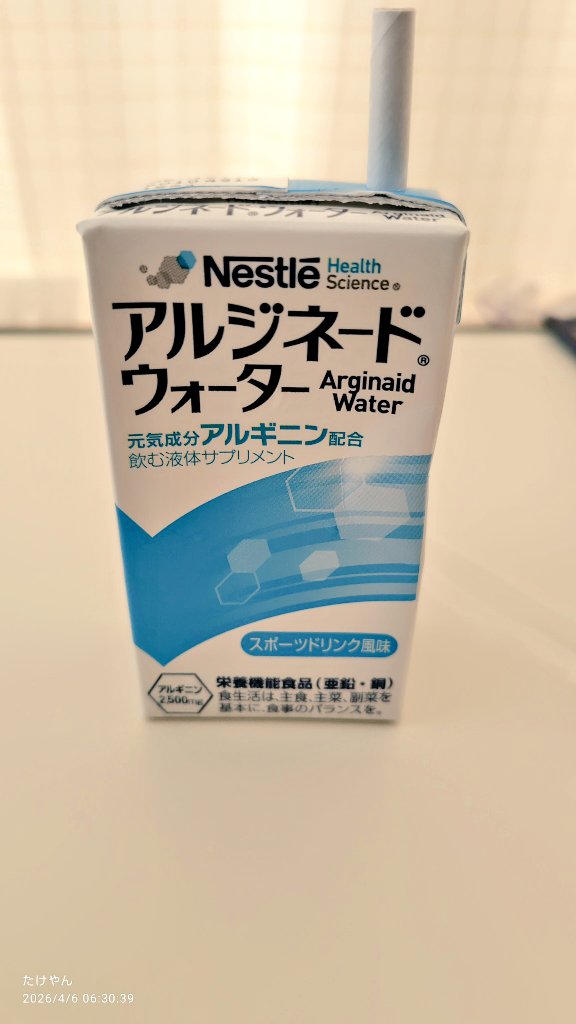 アルジネード®ウォーター Arginaid Water
Nestlé Health Science®
アルジネード®
ウォーター Arginaid Water
元気成分アルギニン配合
飲む液体サプリメント
スポーツドリンク風味
アルギニン
2,500mg
栄養機能食品(亜鉛・銅)
食生活は、主食、主菜、副菜を
基本に、食事のバランスを。
たけやん
2026/4/6 06:30:39